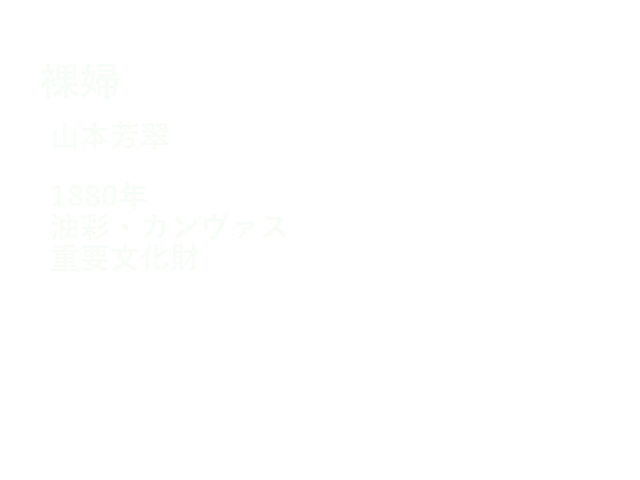 裸婦
山本芳翠
1880年
油彩・カンヴァス
重要文化財